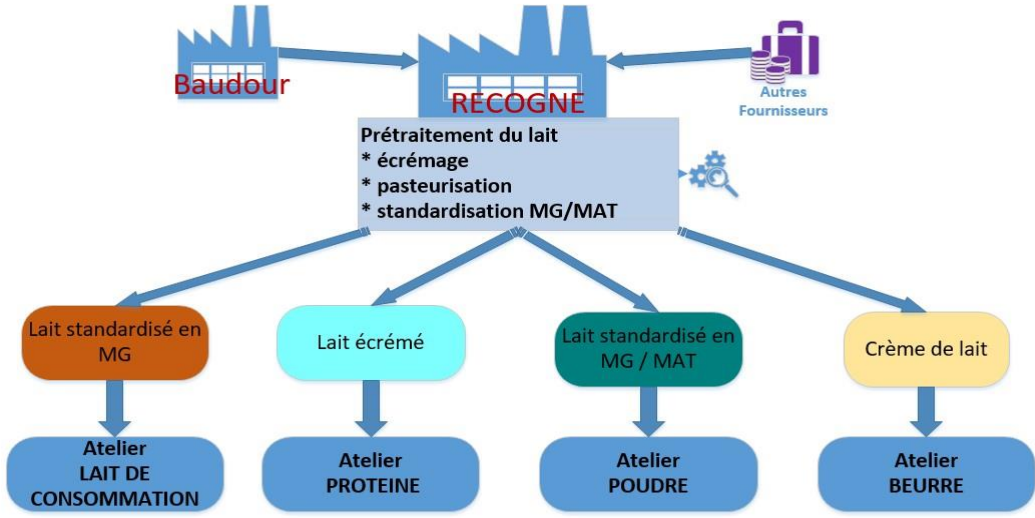 Baudour
RECOGNE
Autres
Fournisseurs
Prétraitement du lait
* écrémage
* pasteurisation
* standardisation MG/MAT
Lait standardisé en
MG
Lait écrémé
Lait standardisé en
MG / MAT
Crème de lait
Atelier
LAIT DE
CONSOMMATION
Atelier
PROTEINE
Atelier
POUDRE
Atelier
BEURRE